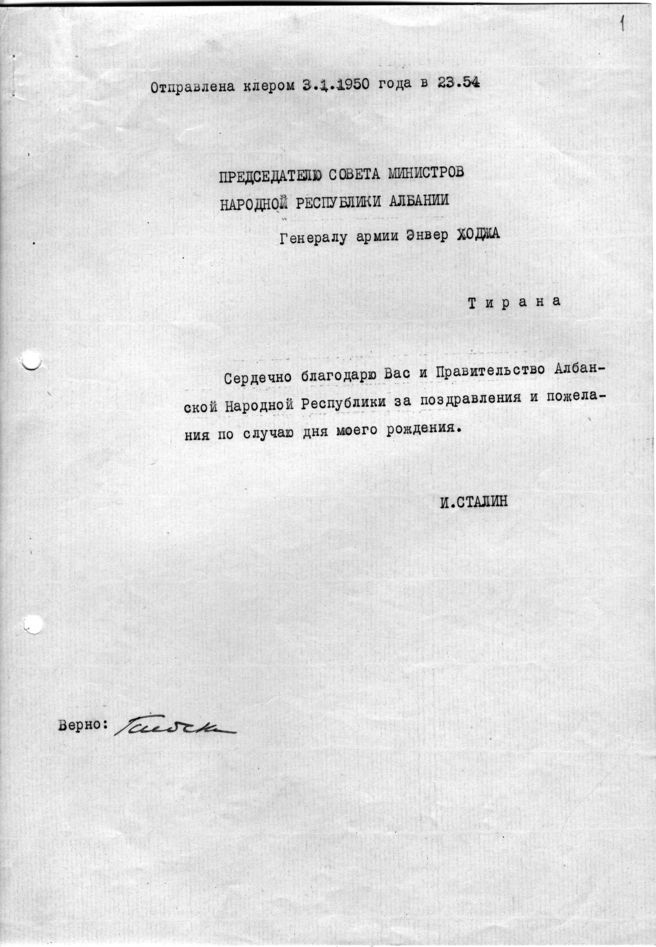 1
Отправлена клером 3.1.1950 года в 23.54
ПРЕДСЕДАТЕЛЮ СОВЕТА МИНИСТРОВ
НАРОДНОЙ РЕСПУБЛИКИ АЛБАНИИ
Генералу армии Энвер ХОДЖА
Тирана
Сердечно благодарю Вас и Правительство Албан-
ской Народной Республики за поздравления и пожела-
ния по случаю дня моего рождения.
И.СТАЛИН
Верно: